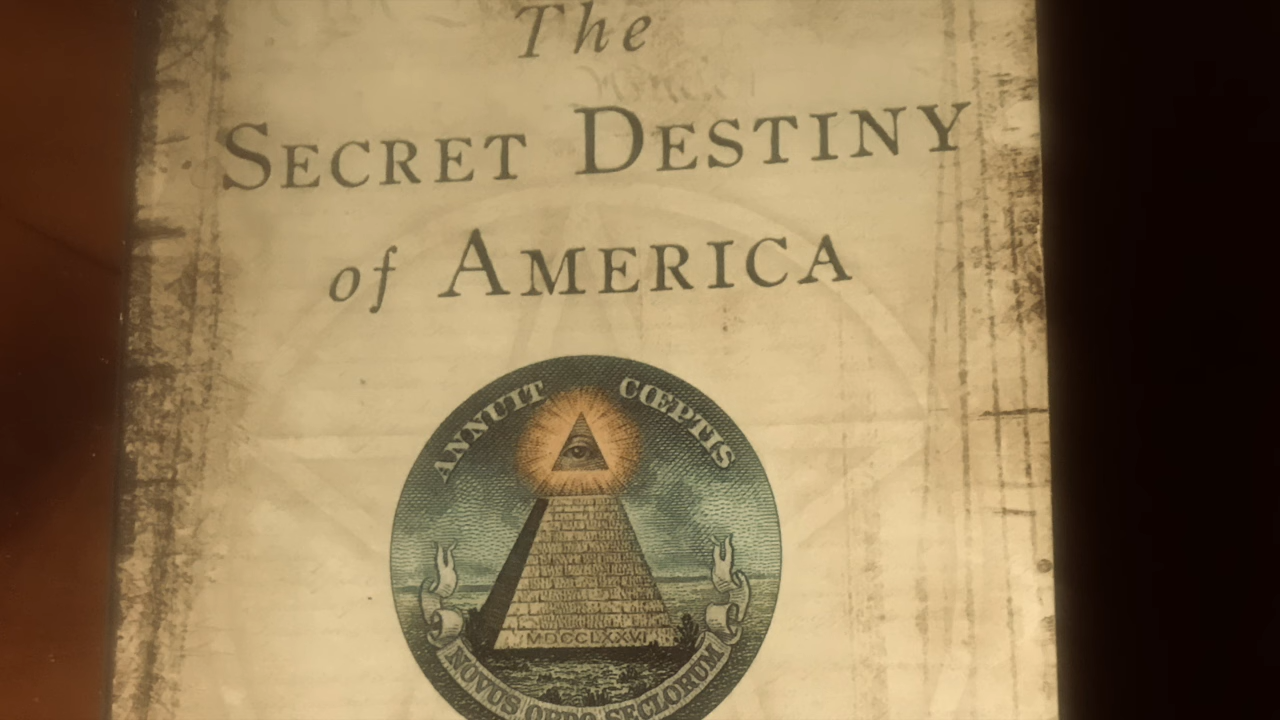 The
SECRET DESTINY
of AMERICA
ANNUIT CŒPTIS
MDCCLXXVI
NOVUS ORDO SECLORUM